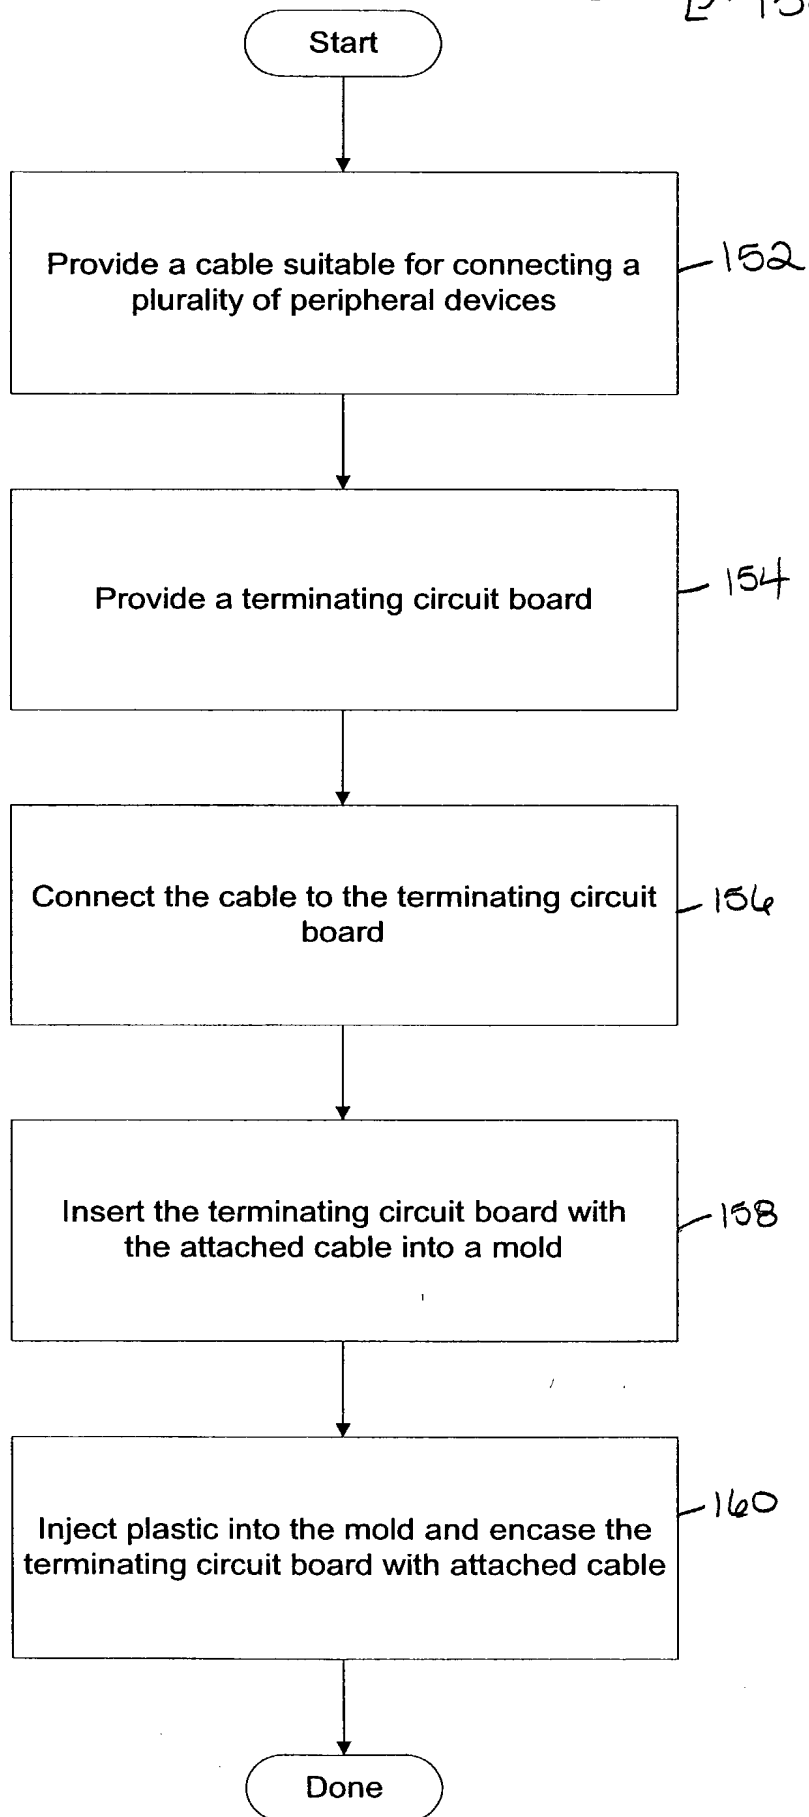 Start
Provide a cable suitable for connecting a
plurality of peripheral devices
152
Provide a terminating circuit board
154
Connect the cable to the terminating circuit
board
156
Insert the terminating circuit board with
the attached cable into a mold
158
Inject plastic into the mold and encase the
terminating circuit board with attached cable
160
Done